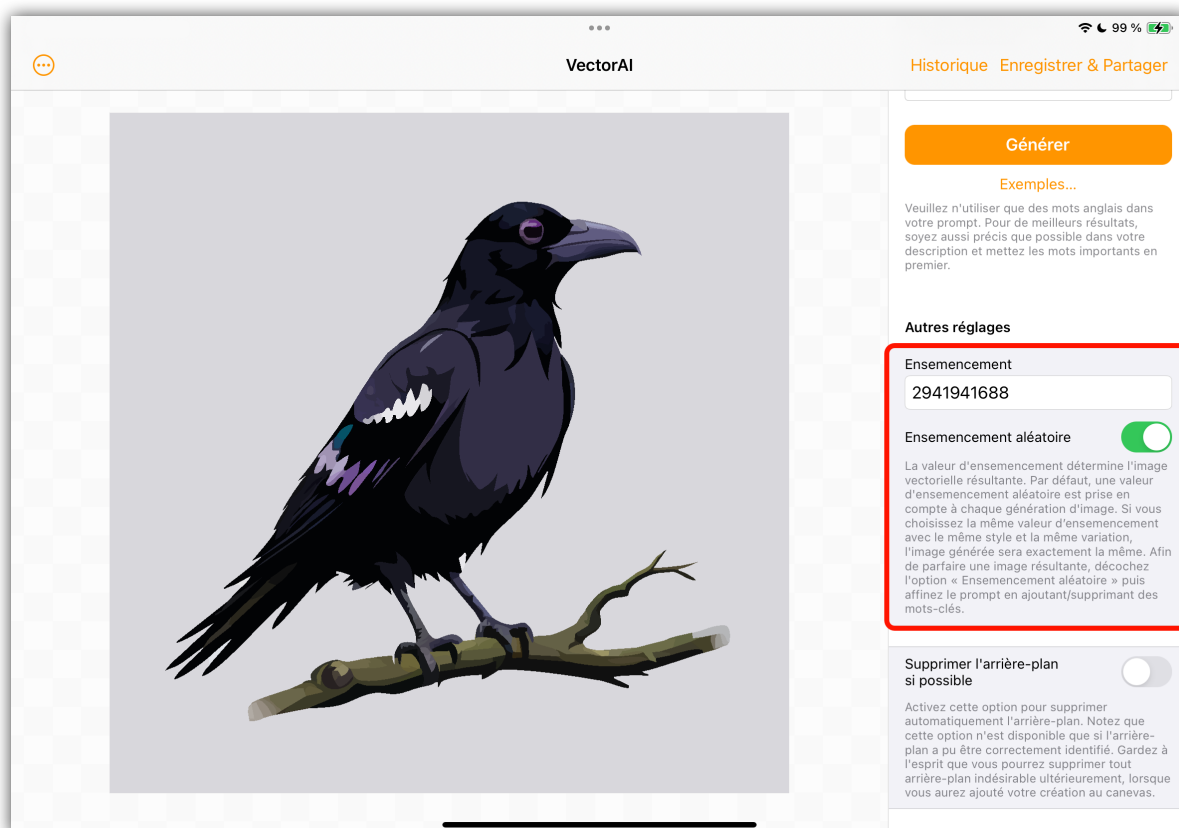 99 %
VectorAI
Historique Enregistrer & Partager
Générer
Exemples...
Veuillez n'utiliser que des mots anglais dans
votre prompt. Pour de meilleurs résultats,
soyez aussi précis que possible dans votre
description et mettez les mots importants en
premier.
Autres réglages
Ensemencement
2941941688
Ensemencement aléatoire
La valeur d'ensemencement détermine l'image
vectorielle résultante. Par défaut, une valeur
d'ensemencement aléatoire est prise en
compte à chaque génération d'image. Si vous
choisissez la même valeur d'ensemencement
avec le même style et la même variation,
l'image générée sera exactement la même. Afin
de parfaire une image résultante, décochez
l'option « Ensemencement aléatoire » puis
affinez le prompt en ajoutant/supprimant des
mots-clés.
Supprimer l'arrière-plan
si possible
Activez cette option pour supprimer
automatiquement l'arrière-plan. Notez que
cette option n'est disponible que si l'arrière-
plan a pu être correctement identifié. Gardez à
l'esprit que vous pourrez supprimer tout
arrière-plan indésirable ultérieurement, lorsque
vous aurez ajouté votre création au canevas.